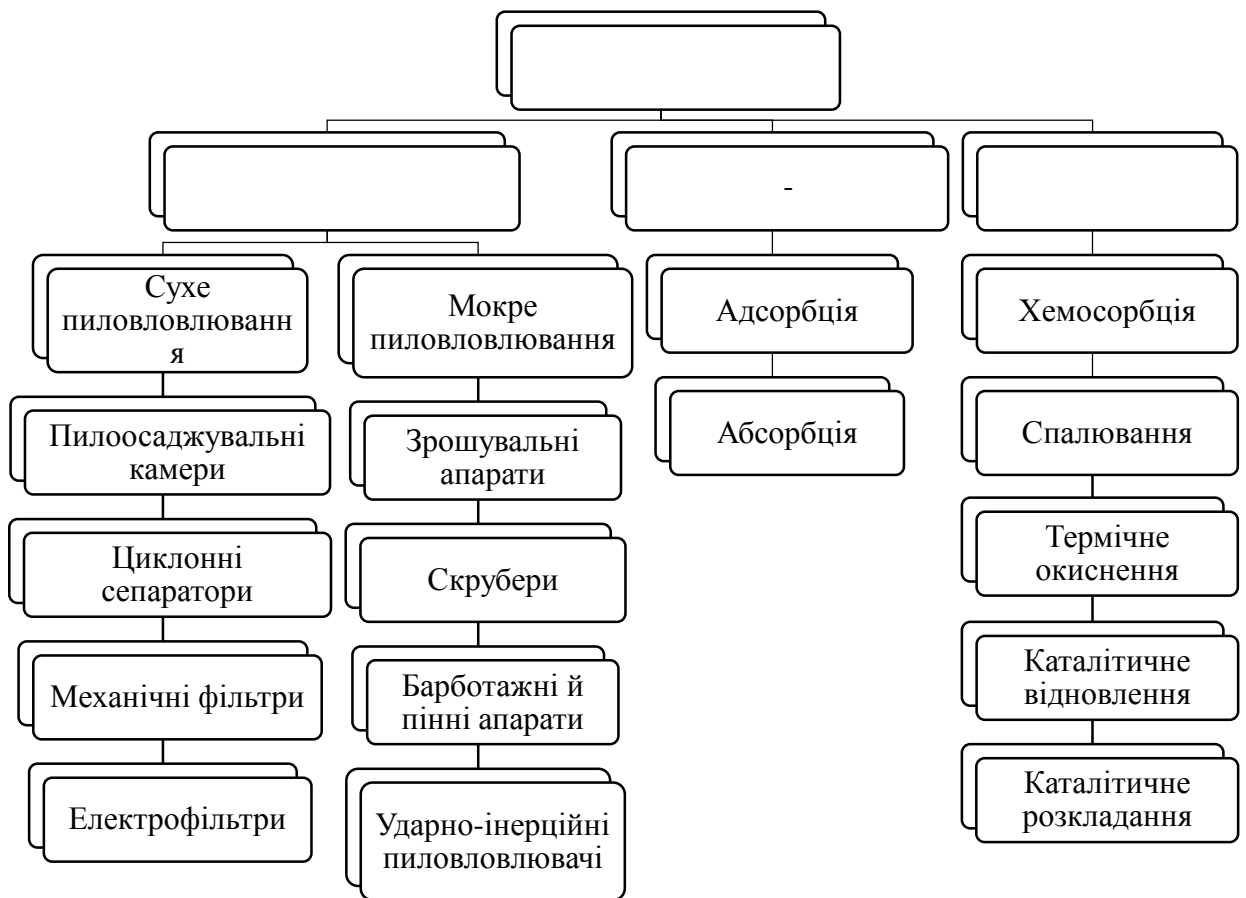 -
Сухе
пиловловлюванн
я
Мокре
пиловловлювання
Адсорбція
Хемосорбція
Пилоосаджувальні
камери
Зрошувальні
апарати
Абсорбція
Спалювання
Циклонні
сепаратори
Скрубери
Термічне
окиснення
Механічні фільтри
Барботажні й
пінні апарати
Каталітичне
відновлення
Електрофільтри
Ударно-інерційні
пиловловлювачі
Каталітичне
розкладання